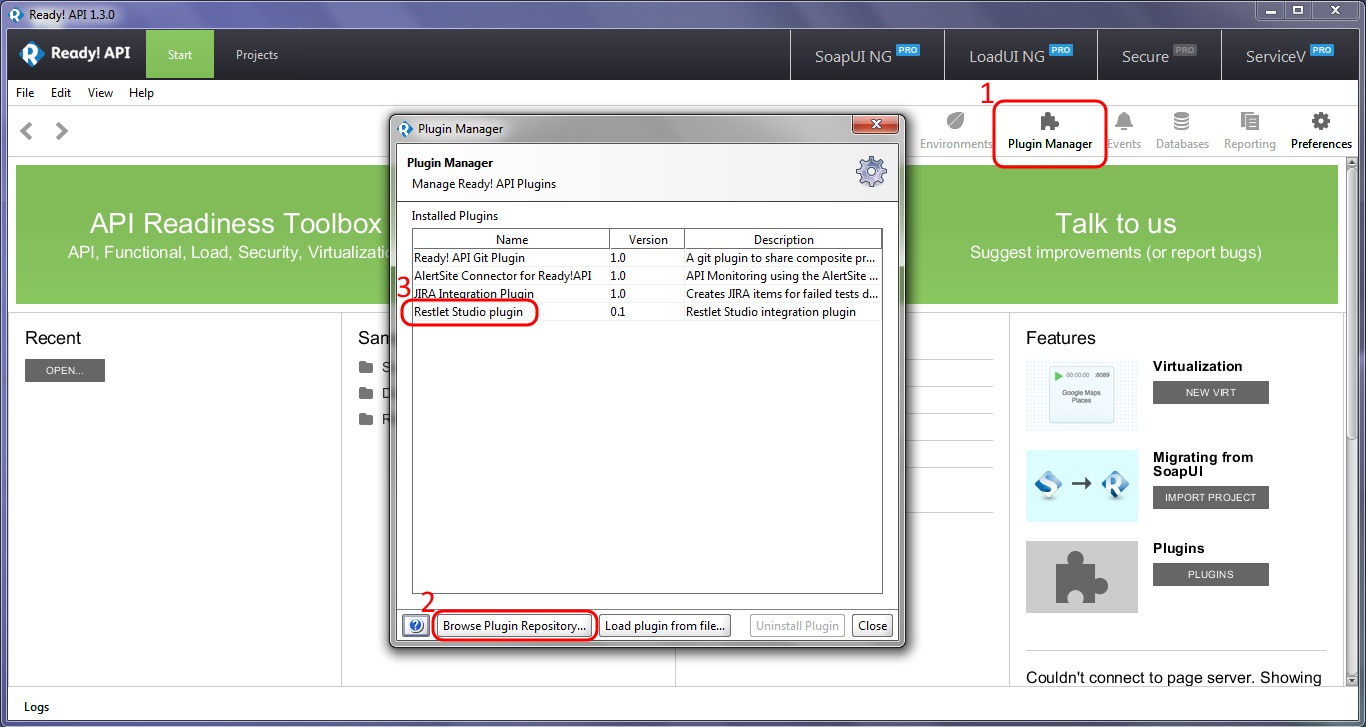 Ready! API 1.3.0
Ready! API
Start
Projects
SoapUI NG PRO
LoadUI NG PRO
Secure PRO
ServiceV PRO
File Edit View Help
1
Environments
Plugin Manager
Events
Databases
Reporting
Preferences
API Readiness Toolbox
API, Functional, Load, Security, Virtualizatio
Talk to us
Suggest improvements (or report bugs)
Plugin Manager
Plugin Manager
Manage Ready! API Plugins
Installed Plugins
Name Version Description
Ready! API Git Plugin 1.0 A git plugin to share composite pr...
AlertSite Connector for Ready!API 1.0 API Monitoring using the AlertSite ...
3
JIRA Integration Plugin 1.0 Creates JIRA items for failed tests d...
Restlet Studio plugin 0.1 Restlet Studio integration plugin
2
Browse Plugin Repository...
Load plugin from file...
Uninstall Plugin
Close
Recent
OPEN...
Sam
S
D
R
Features
00:00:00 :8089
Google Maps
Places
Virtualization
NEW VIRT
Migrating from
SoapUI
IMPORT PROJECT
Plugins
PLUGINS
Couldn't connect to page server. Showing
Logs